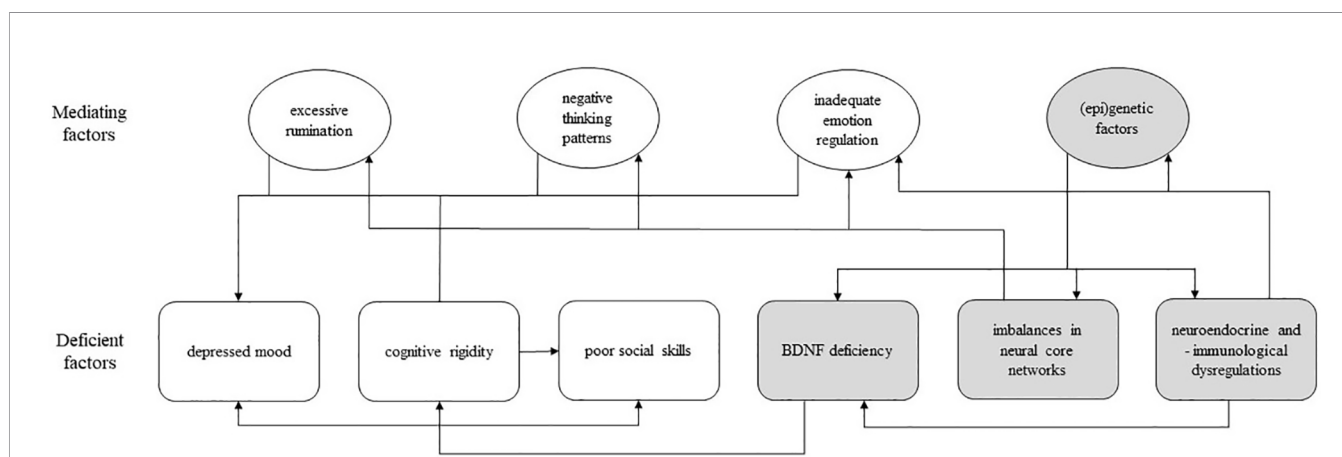 Mediating
factors
excessive
rumination
negative
thinking
patterns
inadequate
emotion
regulation
(epi)genetic
factors
Deficient
factors
depressed mood
cognitive rigidity
poor social skills
BDNF deficiency
imbalances in
neural core
networks
neuroendocrine and
- immunological
dysregulations